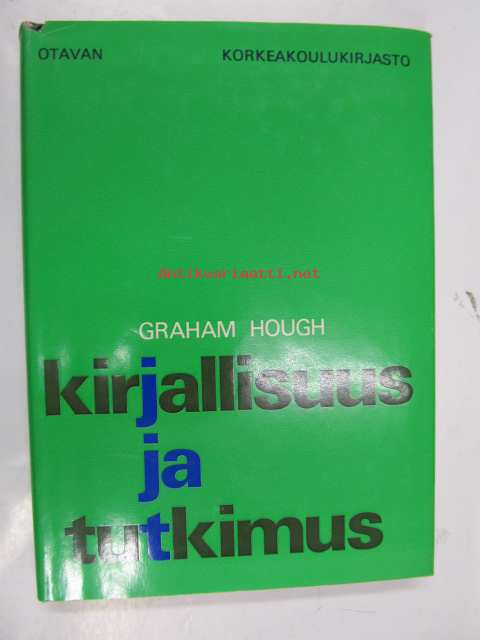 OTAVAN KORKEAKOULUKIRJASTO
Antikvariaatti.net
GRAHAM HOUGH
kirjallisuus
ja
tutkimus